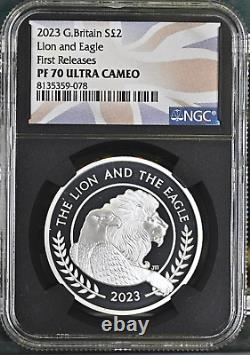 2023 G.Britain S£2
Lion and Eagle
First Releases
PF 70 ULTRA CAMEO
8135359-078
NGC
THE LION AND THE EAGLE
2023